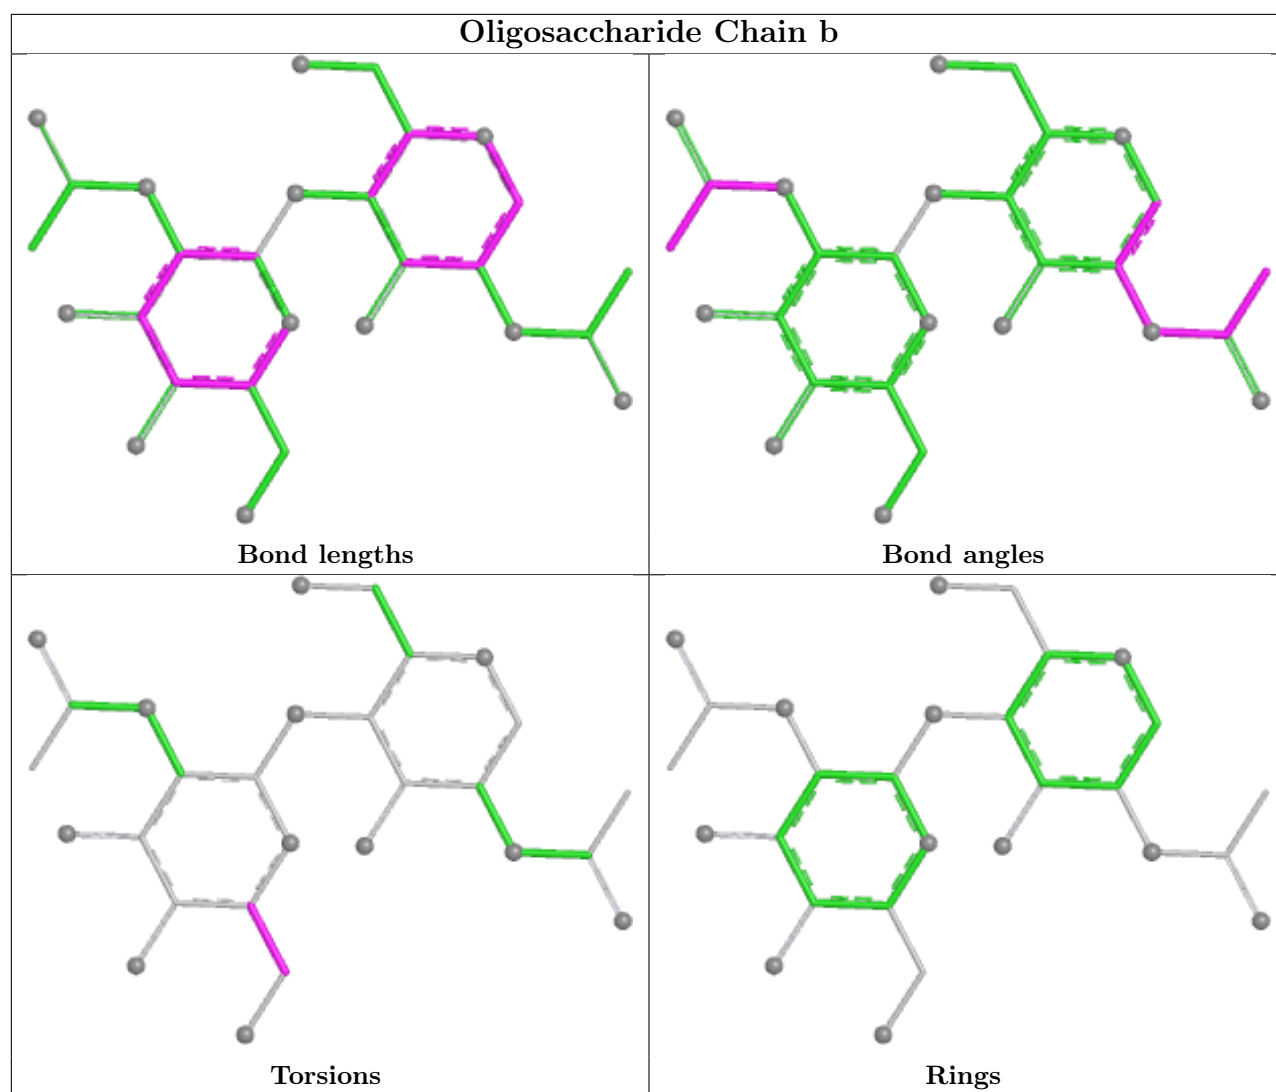 Oligosaccharide Chain b
Bond lengths
Bond angles
Torsions
Rings